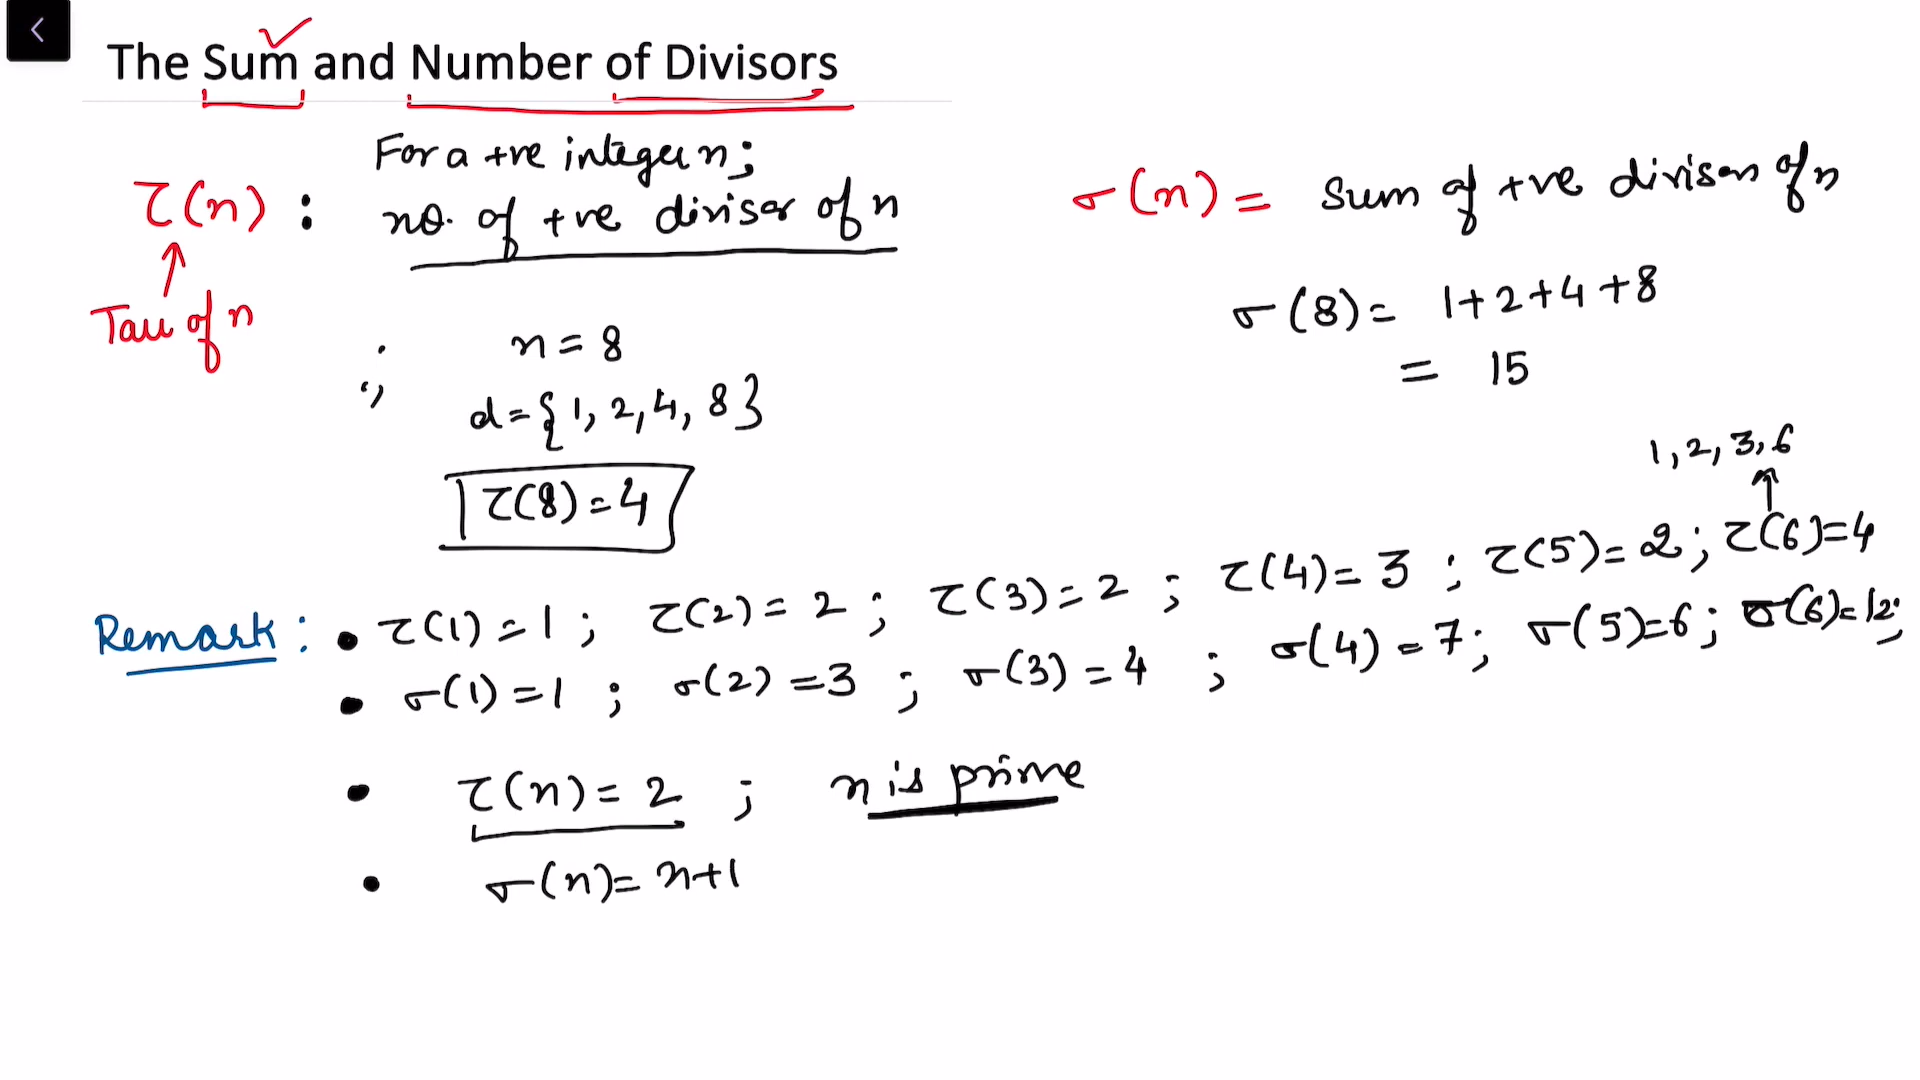 The Sum and Number of Divisors
For a +ve integer n;
τ(n) : no. of +ve divisor of n
Tau of n
σ(n) = Sum of +ve divisor of n
n = 8
d = {1, 2, 4, 8}
τ(8) = 4
σ(8) = 1+2+4+8
= 15
1, 2, 3, 6
Remark : • τ(1) = 1 ; τ(2) = 2 ; τ(3) = 2 ; τ(4) = 3 ; τ(5) = 2 ; τ(6) = 4
• σ(1) = 1 ; σ(2) = 3 ; σ(3) = 4 ; σ(4) = 7 ; σ(5) = 6 ; σ(6) = 12 ;
• τ(n) = 2 ; n is prime
• σ(n) = n+1